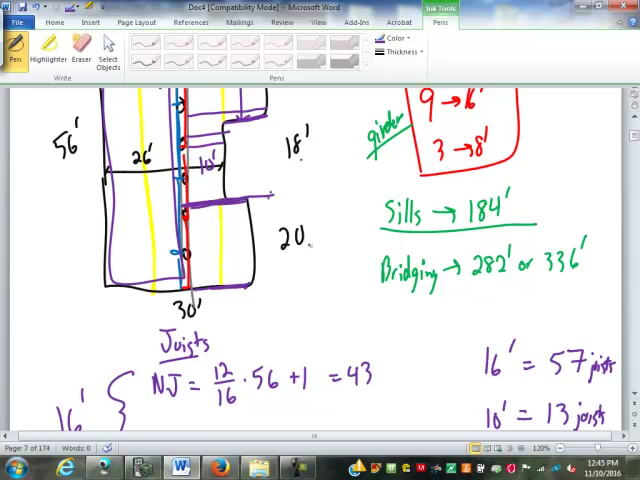 Doc4 [Compatibility Mode] - Microsoft Word
Ink Tools
File Home Insert Page Layout References Mailings Review View Add-Ins Acrobat Pens
Pen Highlighter Eraser Select Objects
Color
Thickness
Write Pens
56'
26'
10'
18'
20
30'
9 → 16'
girder
3 → 8'
Sills → 184'
Bridging → 282' or 336'
Joists
NJ = 12/16 · 56 + 1 = 43
16'
16' = 57 joists
10' = 13 joists
Page: 7 of 174 Words: 0 120%
12:45 PM
11/10/2016